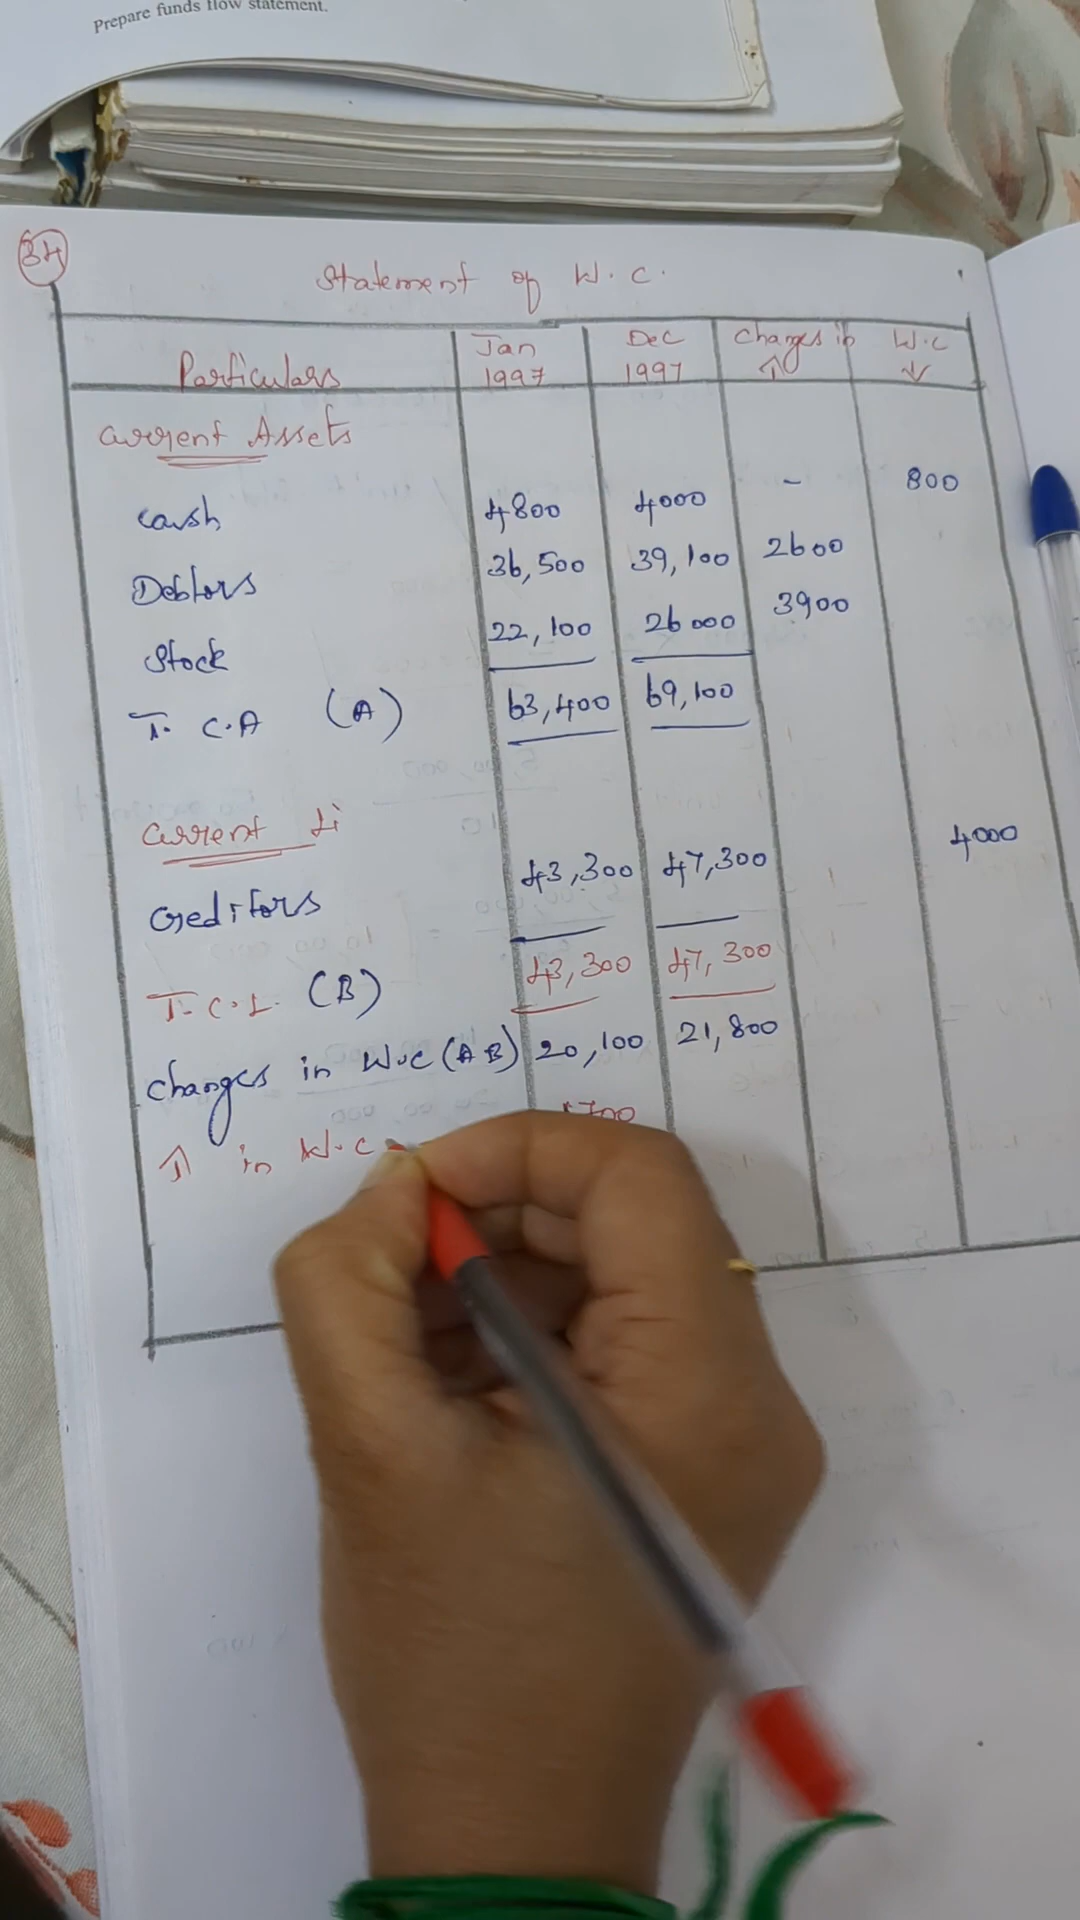 Prepare funds flow statement.
34
Statement of W.C.
Particulars Jan 1997 Dec 1997 Changes in W.C ↑ ↓
Current Assets
Cash 4800 4000 - 800
Debtors 36,500 39,100 2600
Stock 22,100 26000 3900
T. C.A (A) 63,400 69,100
Current Li
Creditors 43,300 47,300 4000
T.C.L. (B) 43,300 47,300
Changes in W.C (A B) 20,100 21,800
↑ in W.C 1700